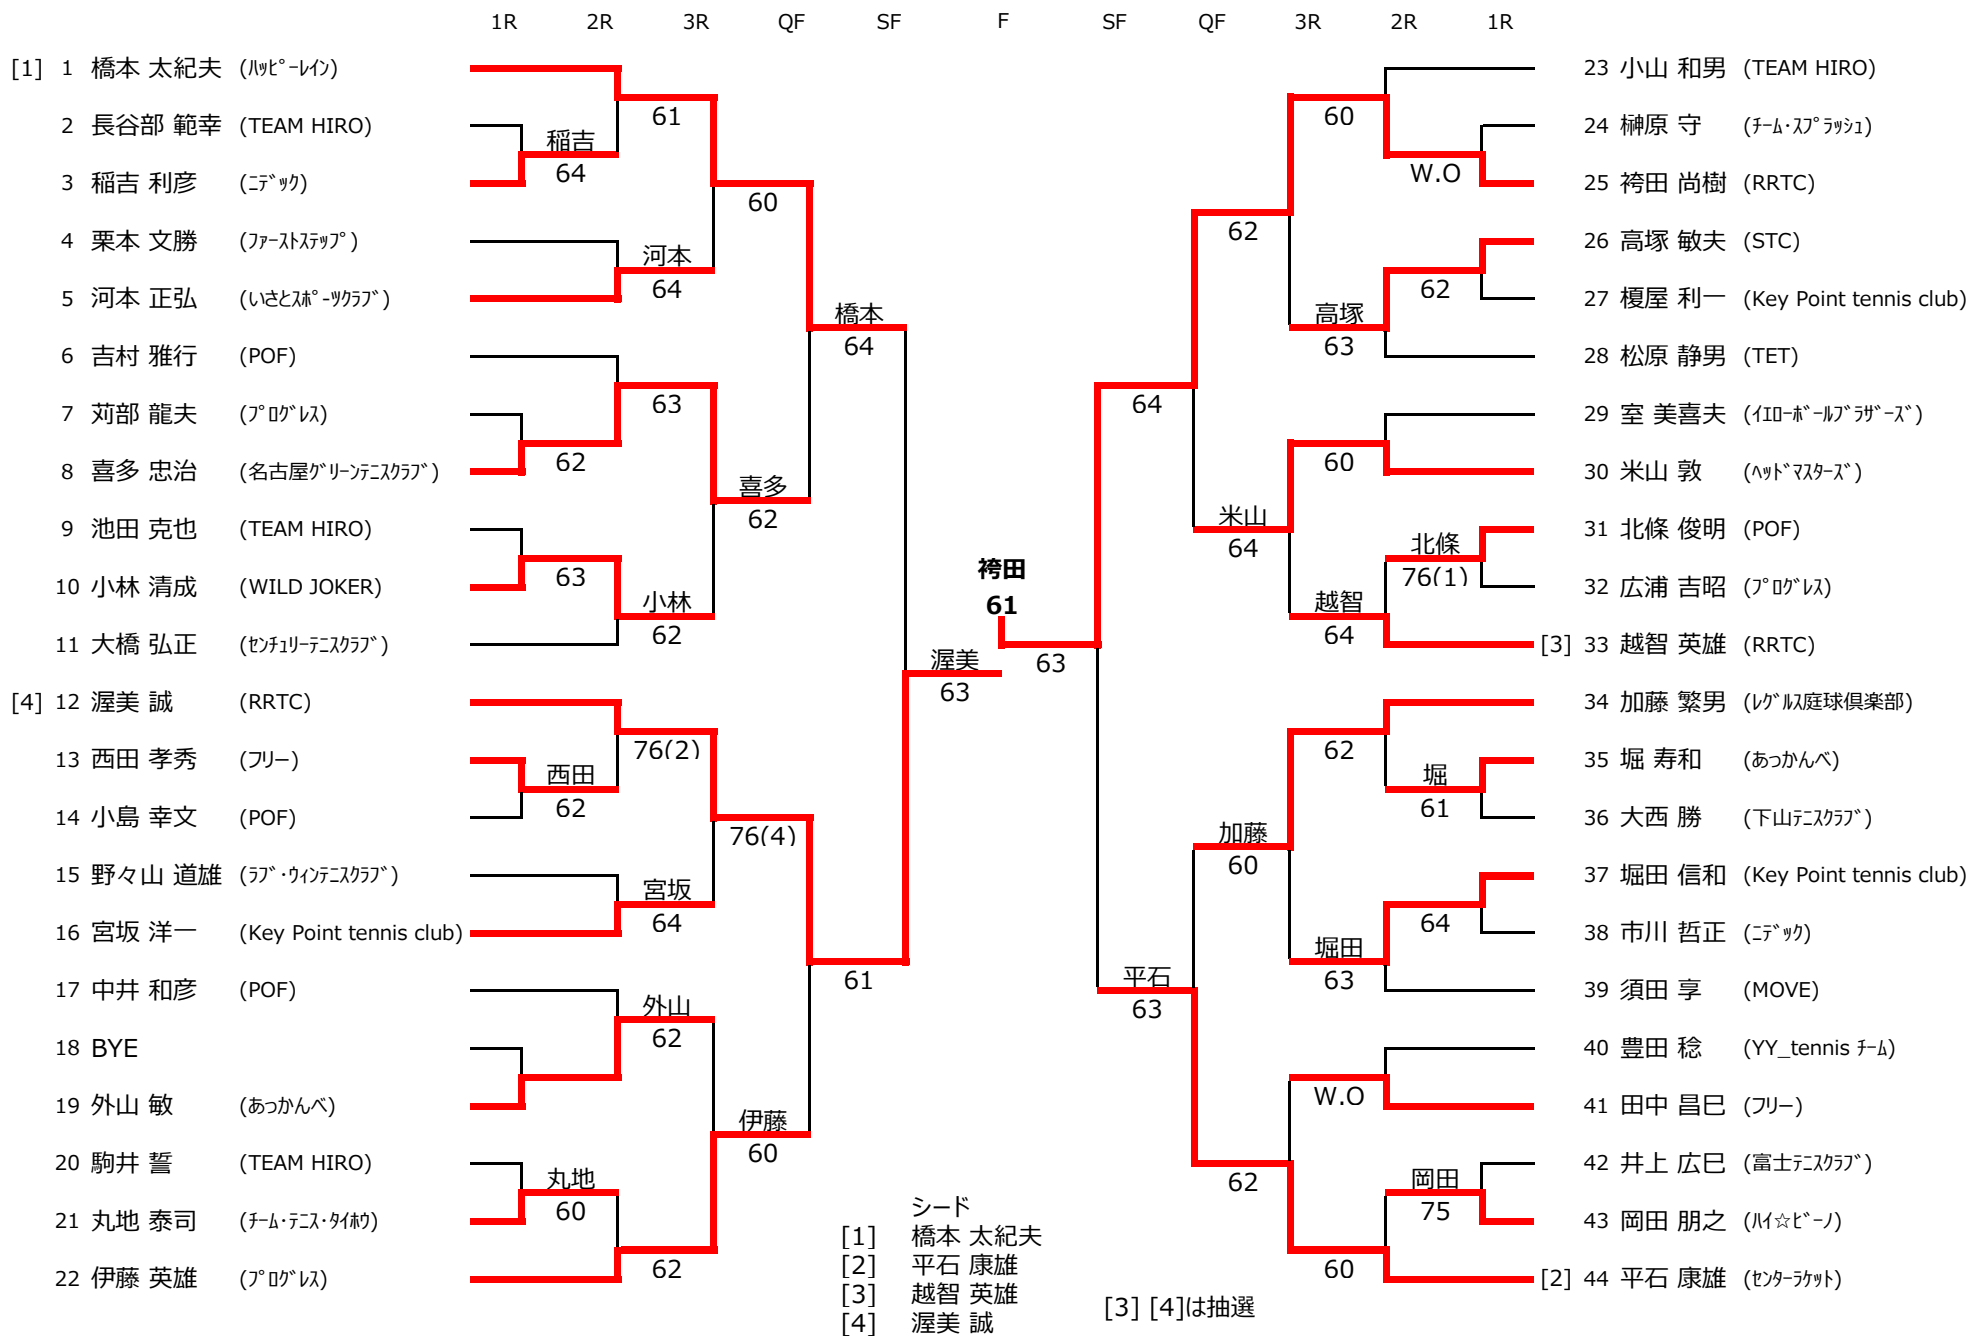 1R 2R 3R QF SF F SF QF 3R 2R 1R
[1] 1 橋本 太紀夫 (ﾊｯﾋﾟｰﾚｲﾝ)
2 長谷部 範幸 (TEAM HIRO)
3 稲吉 利彦 (ﾆﾃﾞｯｸ)
4 栗本 文勝 (ﾌｧｰｽﾄｽﾃｯﾌﾟ)
5 河本 正弘 (いさとｽﾎﾟｰﾂｸﾗﾌﾞ)
6 吉村 雅行 (POF)
7 苅部 龍夫 (ﾌﾟﾛｸﾞﾚｽ)
8 喜多 忠治 (名古屋ｸﾞﾘｰﾝﾃﾆｽｸﾗﾌﾞ)
9 池田 克也 (TEAM HIRO)
10 小林 清成 (WILD JOKER)
11 大橋 弘正 (ｾﾝﾁｭﾘｰﾃﾆｽｸﾗﾌﾞ)
[4] 12 渥美 誠 (RRTC)
13 西田 孝秀 (フリー)
14 小島 幸文 (POF)
15 野々山 道雄 (ﾗﾌﾞ･ｳｨﾝﾃﾆｽｸﾗﾌﾞ)
16 宮坂 洋一 (Key Point tennis club)
17 中井 和彦 (POF)
18 BYE
19 外山 敏 (あっかんべ)
20 駒井 誓 (TEAM HIRO)
21 丸地 泰司 (ﾁｰﾑ･ﾃﾆｽ･ﾀｲﾎｳ)
22 伊藤 英雄 (ﾌﾟﾛｸﾞﾚｽ)
稲吉
64
62
63
西田
62
丸地
60
61
河本
64
63
小林
62
76(2)
宮坂
64
外山
62
62
60
喜多
62
76(4)
伊藤
60
橋本
64
61
渥美
63
袴田
61
63
64
平石
63
62
米山
64
加藤
60
62
60
高塚
63
60
越智
64
62
堀田
63
W.O
60
W.O
62
北條
76(1)
堀
61
64
岡田
75
23 小山 和男 (TEAM HIRO)
24 榊原 守 (ﾁｰﾑ･ｽﾌﾟﾗｯｼｭ)
25 袴田 尚樹 (RRTC)
26 高塚 敏夫 (STC)
27 榎屋 利一 (Key Point tennis club)
28 松原 静男 (TET)
29 室 美喜夫 (ｲｴﾛｰﾎﾞｰﾙﾌﾞﾗｻﾞｰｽﾞ)
30 米山 敦 (ﾍｯﾄﾞﾏｽﾀｰｽﾞ)
31 北條 俊明 (POF)
32 広浦 吉昭 (ﾌﾟﾛｸﾞﾚｽ)
[3] 33 越智 英雄 (RRTC)
34 加藤 繁男 (ﾚｸﾞﾙｽ庭球倶楽部)
35 堀 寿和 (あっかんべ)
36 大西 勝 (下山ﾃﾆｽｸﾗﾌﾞ)
37 堀田 信和 (Key Point tennis club)
38 市川 哲正 (ﾆﾃﾞｯｸ)
39 須田 享 (MOVE)
40 豊田 稔 (YY_tennis ﾁｰﾑ)
41 田中 昌巳 (フリー)
42 井上 広巳 (富士ﾃﾆｽｸﾗﾌﾞ)
43 岡田 朋之 (ﾊｲ☆ﾋﾞｰﾉ)
[2] 44 平石 康雄 (ｾﾝﾀｰﾗｹｯﾄ)
シード
[1] 橋本 太紀夫
[2] 平石 康雄
[3] 越智 英雄
[4] 渥美 誠
[3] [4]は抽選